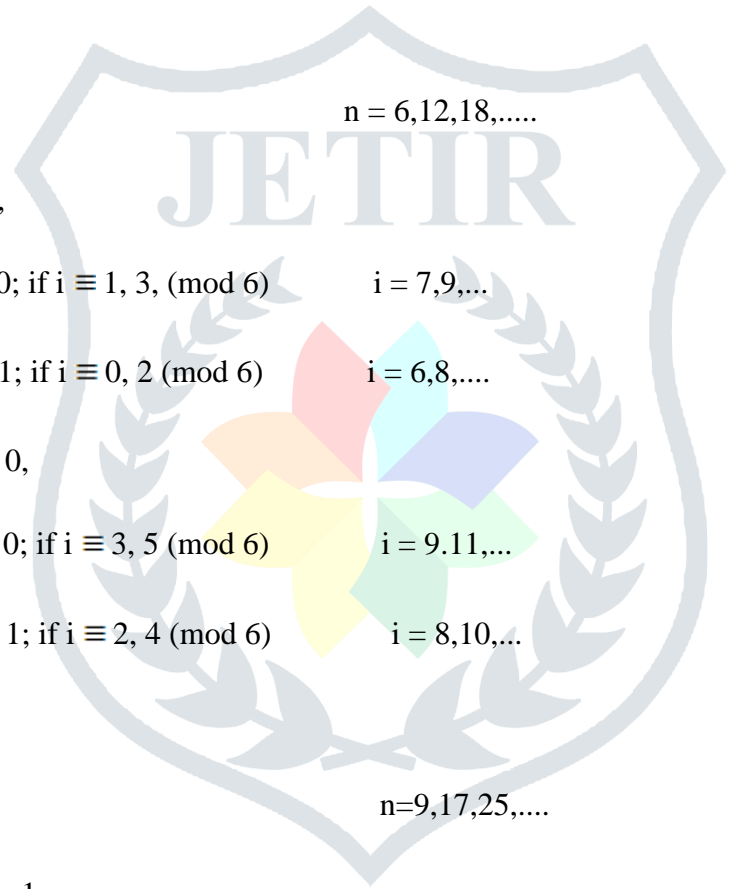 n = 6,12,18,.....
JETIR
,
0; if i ≡ 1, 3, (mod 6) i = 7,9,...
1; if i ≡ 0, 2 (mod 6) i = 6,8,....
0,
0; if i ≡ 3, 5 (mod 6) i = 9.11,...
1; if i ≡ 2, 4 (mod 6) i = 8,10,...
n=9,17,25,....